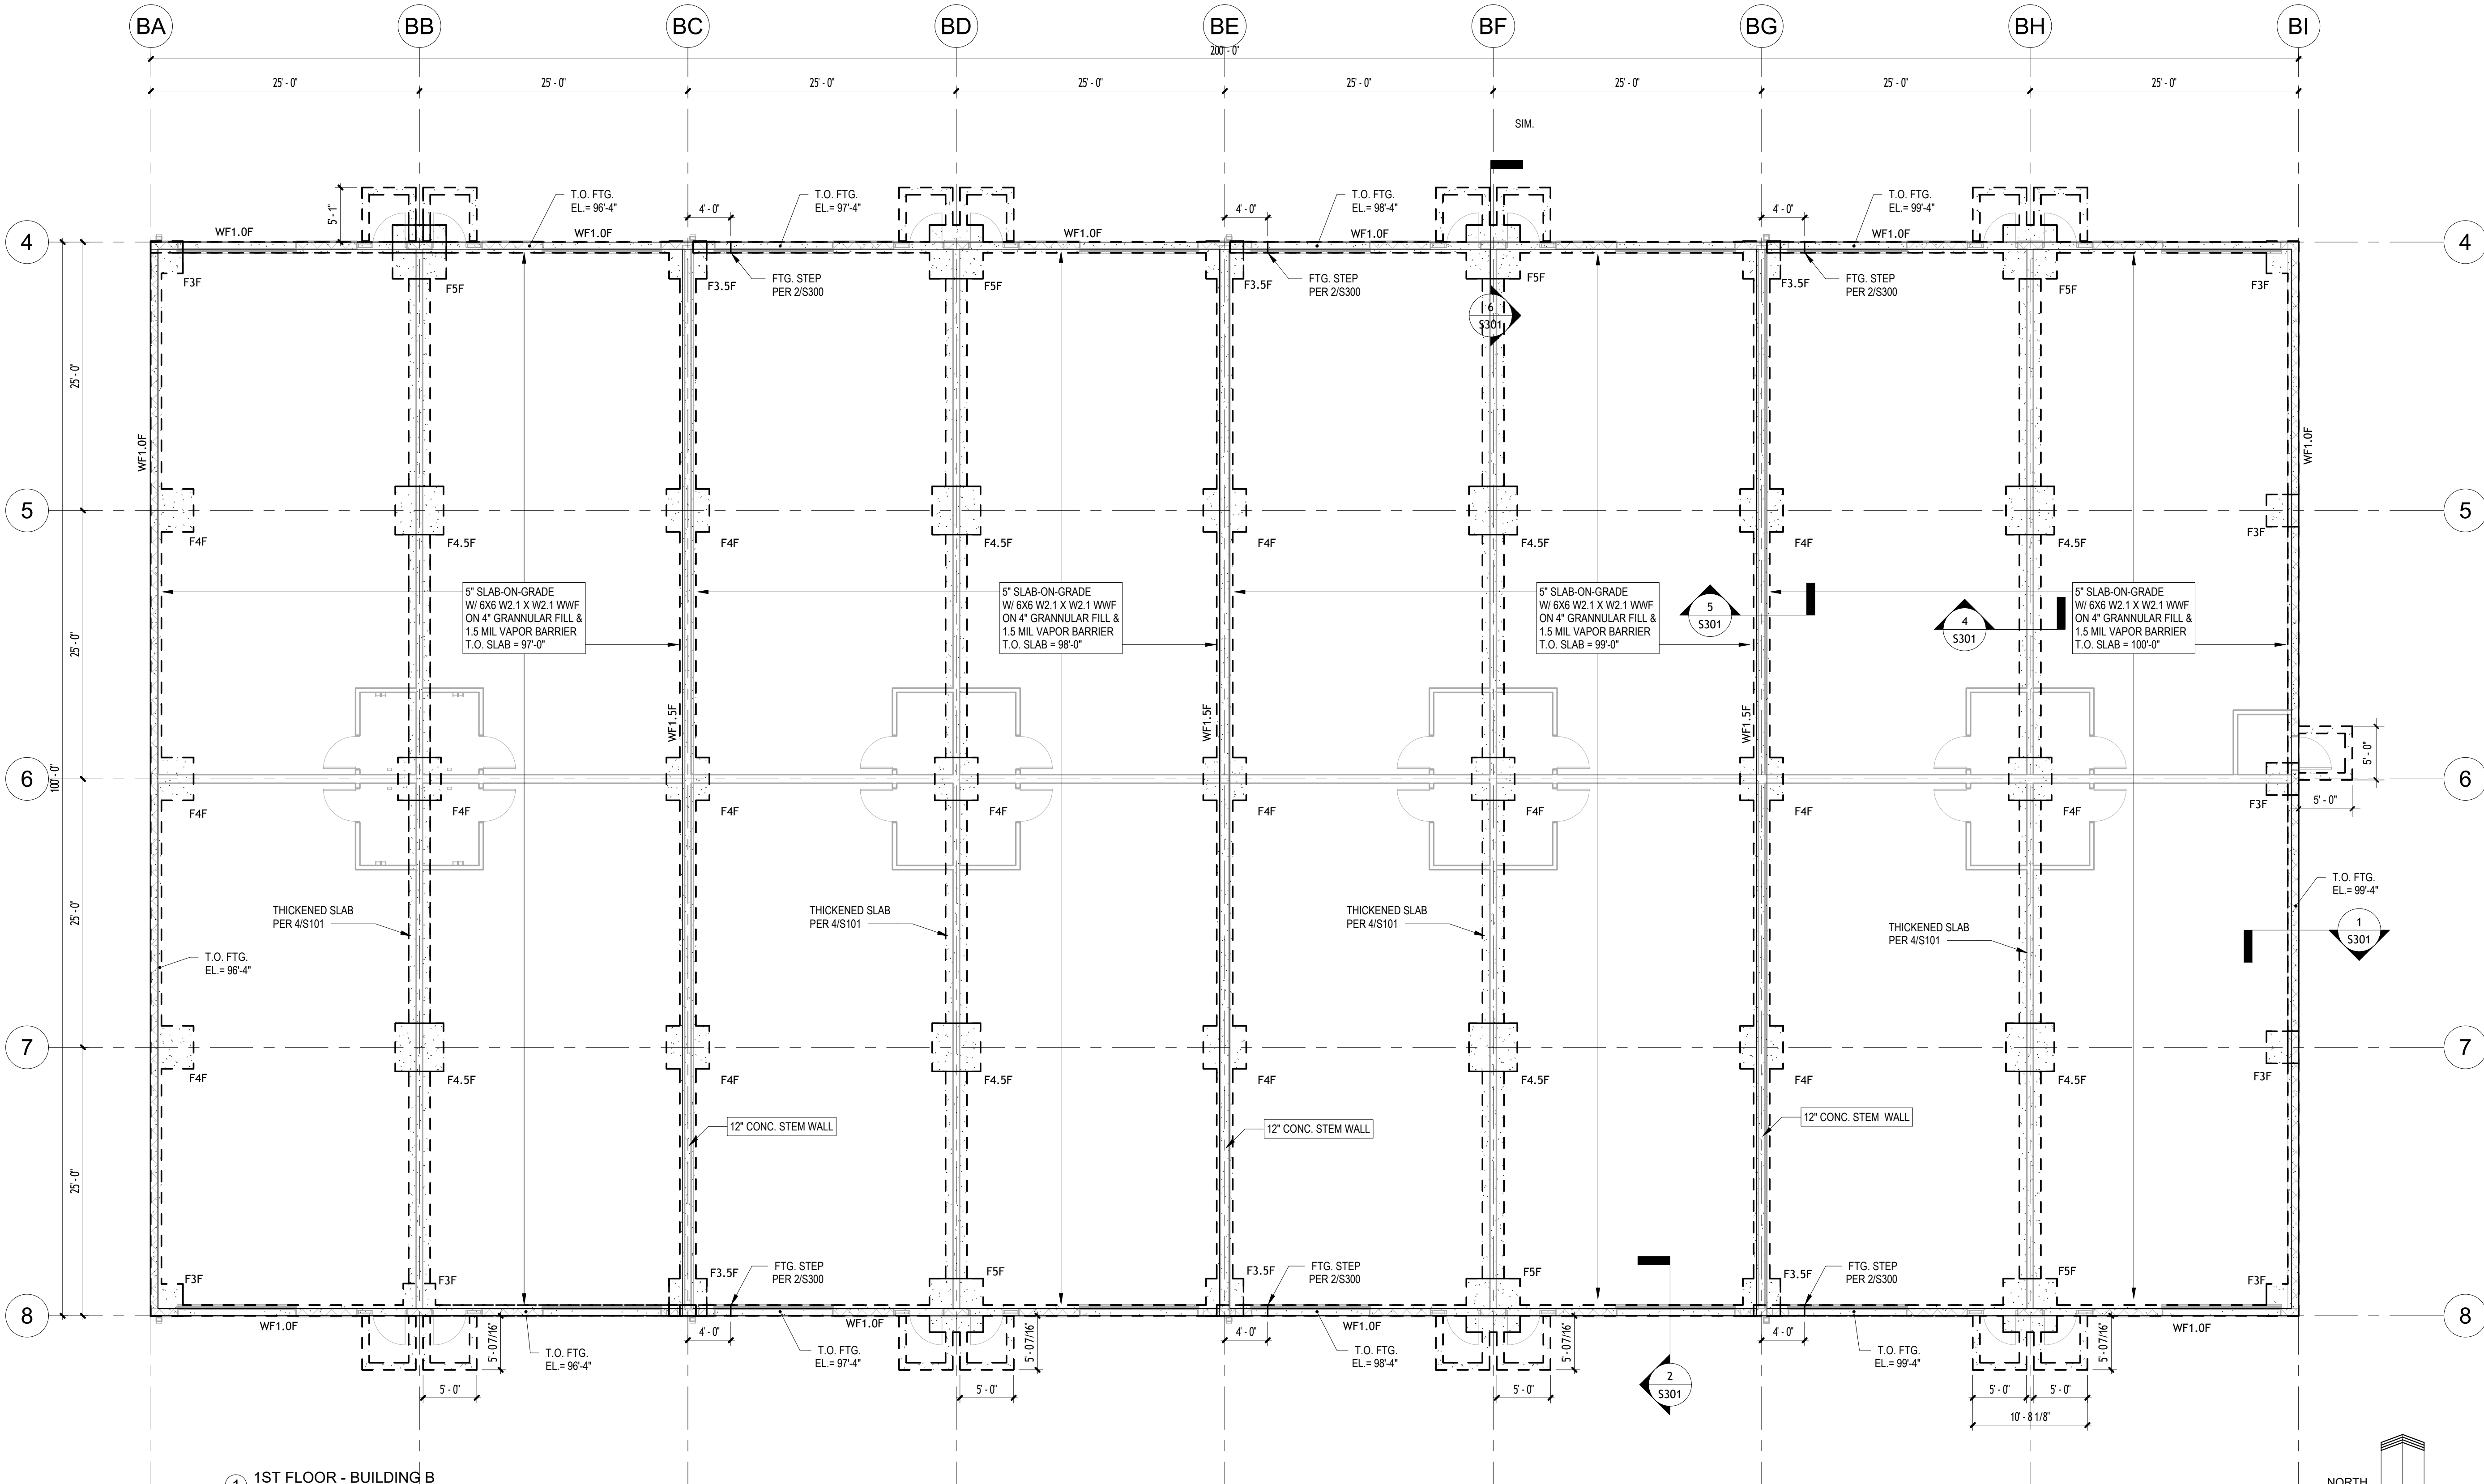 BA BB BC BD BE BF BG BH BI
200' - 0"
25' - 0" 25' - 0" 25' - 0" 25' - 0" 25' - 0" 25' - 0" 25' - 0" 25' - 0"
SIM.
5' - 1"
T.O. FTG.
EL.= 96'-4"
4' - 0"
T.O. FTG.
EL.= 97'-4"
4' - 0"
T.O. FTG.
EL.= 98'-4"
4' - 0"
T.O. FTG.
EL.= 99'-4"
4 WF1.0F WF1.0F WF1.0F WF1.0F WF1.0F 4
F3F F5F F3.5F F5F F3.5F F5F F3.5F F5F F3F
FTG. STEP
PER 2/S300
FTG. STEP
PER 2/S300
FTG. STEP
PER 2/S300
6
S301
25' - 0"
WF1.0F
WF1.0F
5 5
F4F F4.5F F4F F4.5F F4F F4.5F F4F F4.5F F3F
5" SLAB-ON-GRADE
W/ 6X6 W2.1 X W2.1 WWF
ON 4" GRANNULAR FILL &
1.5 MIL VAPOR BARRIER
T.O. SLAB = 97'-0"
5" SLAB-ON-GRADE
W/ 6X6 W2.1 X W2.1 WWF
ON 4" GRANNULAR FILL &
1.5 MIL VAPOR BARRIER
T.O. SLAB = 98'-0"
5" SLAB-ON-GRADE
W/ 6X6 W2.1 X W2.1 WWF
ON 4" GRANNULAR FILL &
1.5 MIL VAPOR BARRIER
T.O. SLAB = 99'-0"
5
S301
4
S301
5" SLAB-ON-GRADE
W/ 6X6 W2.1 X W2.1 WWF
ON 4" GRANNULAR FILL &
1.5 MIL VAPOR BARRIER
T.O. SLAB = 100'-0"
25' - 0"
WF1.5F
WF1.5F
WF1.5F
5' - 0"
6 6
100' - 0"
5' - 0"
F4F F4F F4F F4F F4F F4F F4F F4F F3F
THICKENED SLAB
PER 4/S101
THICKENED SLAB
PER 4/S101
THICKENED SLAB
PER 4/S101
THICKENED SLAB
PER 4/S101
T.O. FTG.
EL.= 99'-4"
1
S301
25' - 0"
T.O. FTG.
EL.= 96'-4"
7 7
F4F F4.5F F4F F4.5F F4F F4.5F F4F F4.5F F3F
12" CONC. STEM WALL
12" CONC. STEM WALL
12" CONC. STEM  WALL
25' - 0"
F3F F3F F3.5F F5F F3.5F F5F F3.5F F5F F3F
FTG. STEP
PER 2/S300
FTG. STEP
PER 2/S300
FTG. STEP
PER 2/S300
8 8
WF1.0F WF1.0F WF1.0F WF1.0F
4' - 0" 4' - 0" 4' - 0"
5' - 0 7/16" 5' - 0 7/16" 5' - 0 7/16" 5' - 0 7/16"
T.O. FTG.
EL.= 96'-4"
T.O. FTG.
EL.= 97'-4"
T.O. FTG.
EL.= 98'-4"
T.O. FTG.
EL.= 99'-4"
2
S301
5' - 0" 5' - 0" 5' - 0" 5' - 0" 5' - 0"
10' - 8 1/8"
1 1ST FLOOR - BUILDING B
NORTH